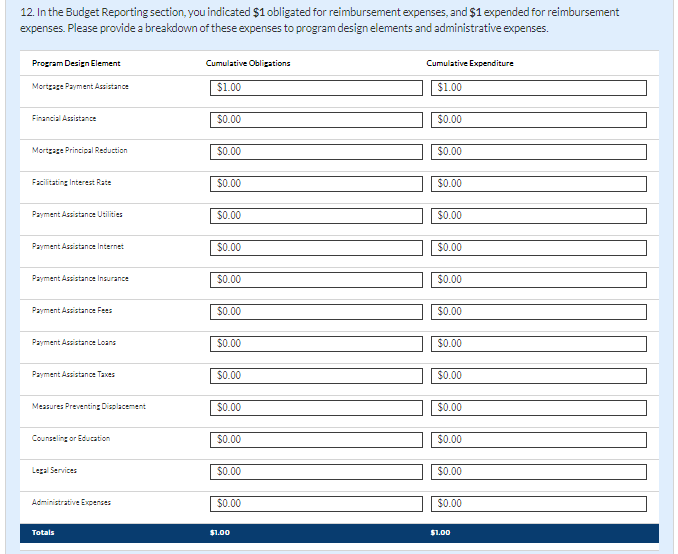 12. In the Budget Reporting section, you indicated $1 obligated for reimbursement expenses, and $1 expended for reimbursement
expenses. Please provide a breakdown of these expenses to program design elements and administrative expenses.
Program Design Element Cumulative Obligations Cumulative Expenditure
Mortgage Payment Assistance $1.00 $1.00
Financial Assistance $0.00 $0.00
Mortgage Principal Reduction $0.00 $0.00
Facilitating Interest Rate $0.00 $0.00
Payment Assistance Utilities $0.00 $0.00
Payment Assistance Internet $0.00 $0.00
Payment Assistance Insurance $0.00 $0.00
Payment Assistance Fees $0.00 $0.00
Payment Assistance Loans $0.00 $0.00
Payment Assistance Taxes $0.00 $0.00
Measures Preventing Displacement $0.00 $0.00
Counseling or Education $0.00 $0.00
Legal Services $0.00 $0.00
Administrative Expenses $0.00 $0.00
Totals $1.00 $1.00